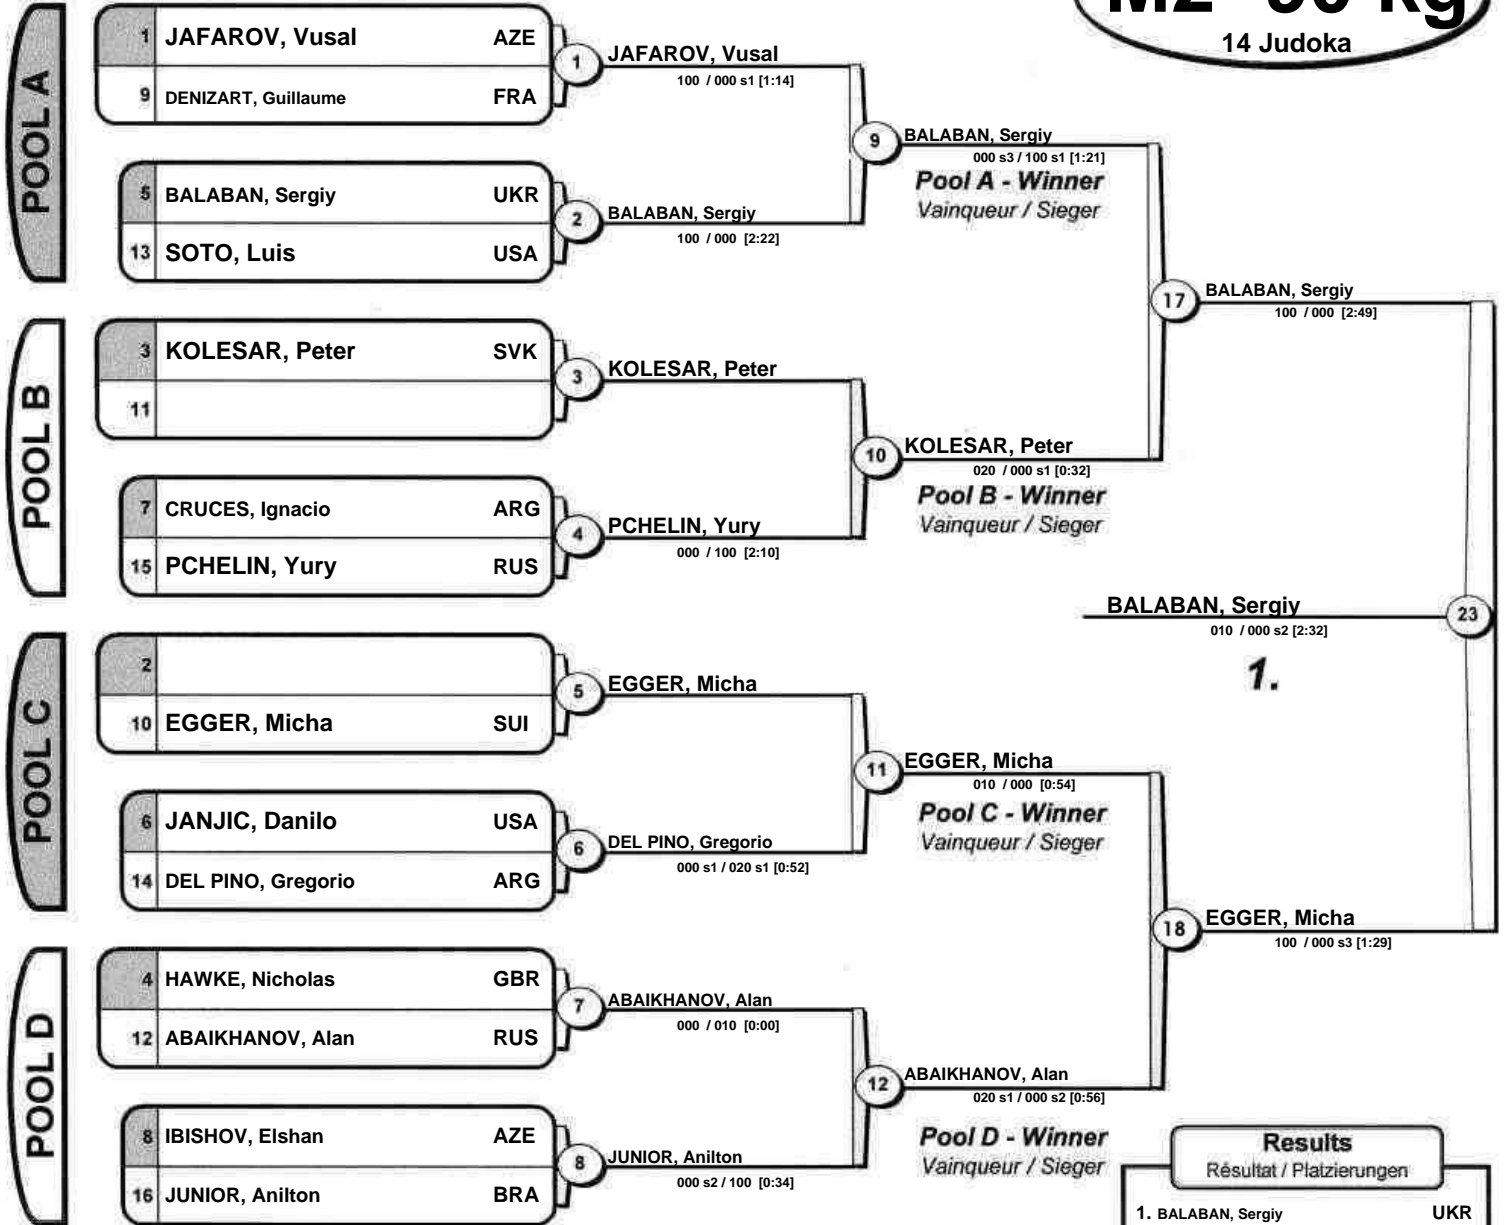 M2 -90 kg
14 Judoka
POOL A
1 JAFAROV, Vusal AZE
9 DENIZART, Guillaume FRA
1
JAFAROV, Vusal
100 / 000 s1 [1:14]
5 BALABAN, Sergiy UKR
13 SOTO, Luis USA
2
BALABAN, Sergiy
100 / 000 [2:22]
9
BALABAN, Sergiy
000 s3 / 100 s1 [1:21]
Pool A - Winner
Vainqueur / Sieger
POOL B
3 KOLESAR, Peter SVK
11
3
KOLESAR, Peter
7 CRUCES, Ignacio ARG
15 PCHELIN, Yury RUS
4
PCHELIN, Yury
000 / 100 [2:10]
10
KOLESAR, Peter
020 / 000 s1 [0:32]
Pool B - Winner
Vainqueur / Sieger
17
BALABAN, Sergiy
100 / 000 [2:49]
BALABAN, Sergiy
010 / 000 s2 [2:32]
1.
23
POOL C
2
10 EGGER, Micha SUI
5
EGGER, Micha
6 JANJIC, Danilo USA
14 DEL PINO, Gregorio ARG
6
DEL PINO, Gregorio
000 s1 / 020 s1 [0:52]
11
EGGER, Micha
010 / 000 [0:54]
Pool C - Winner
Vainqueur / Sieger
18
EGGER, Micha
100 / 000 s3 [1:29]
POOL D
4 HAWKE, Nicholas GBR
12 ABAIKHANOV, Alan RUS
7
ABAIKHANOV, Alan
000 / 010 [0:00]
8 IBISHOV, Elshan AZE
16 JUNIOR, Anilton BRA
8
JUNIOR, Anilton
000 s2 / 100 [0:34]
12
ABAIKHANOV, Alan
020 s1 / 000 s2 [0:56]
Pool D - Winner
Vainqueur / Sieger
Results
Résultat / Platzierungen
1. BALABAN, Sergiy UKR